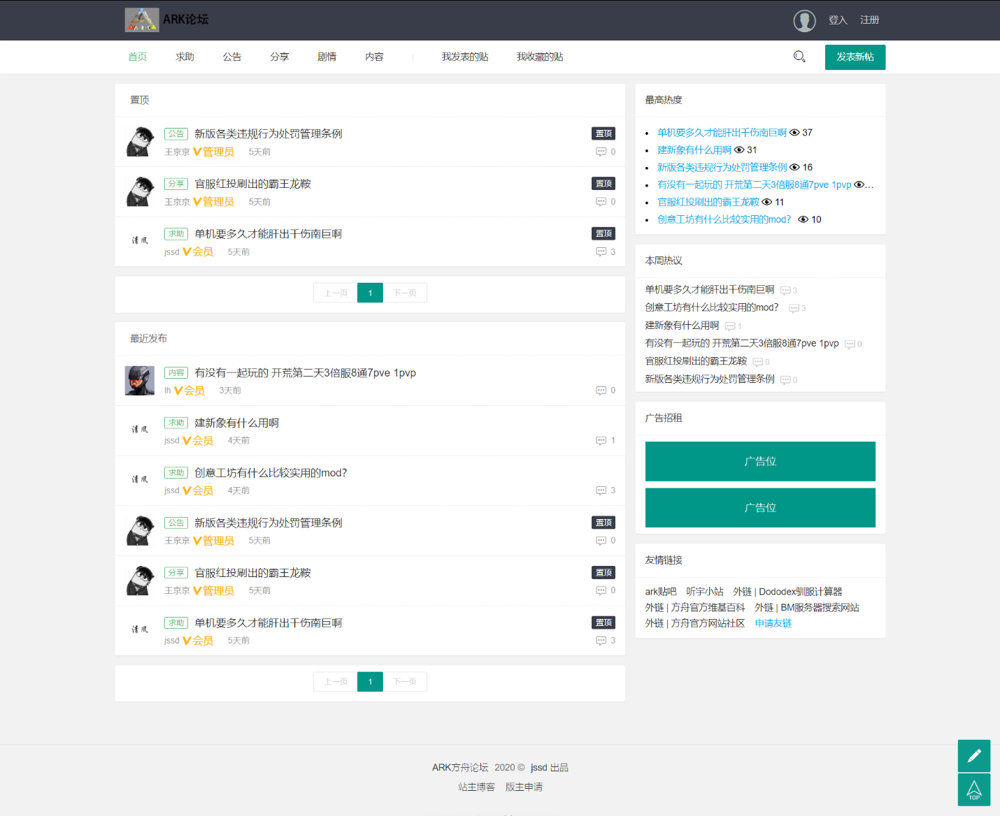 ARK论坛
登入 注册
首页 求助 公告 分享 剧情 内容 我发表的贴 我收藏的贴 发表新帖
置顶
公告 新版各类违规行为处罚管理条例 置顶
王京京 V管理员 5天前 0
分享 官服红投刷出的霸王龙鞍 置顶
王京京 V管理员 5天前 0
清风
求助 单机要多久才能肝出千伤南巨啊 置顶
jssd V会员 5天前 3
上一页 1 下一页
最近发布
内容 有没有一起玩的 开荒第二天3倍服8通7pve 1pvp
lh V会员 3天前 0
清风
求助 建新象有什么用啊
jssd V会员 4天前 1
清风
求助 创意工坊有什么比较实用的mod？
jssd V会员 4天前 3
公告 新版各类违规行为处罚管理条例 置顶
王京京 V管理员 5天前 0
分享 官服红投刷出的霸王龙鞍 置顶
王京京 V管理员 5天前 0
清风
求助 单机要多久才能肝出千伤南巨啊 置顶
jssd V会员 5天前 3
上一页 1 下一页
最高热度
单机要多久才能肝出千伤南巨啊 37
建新象有什么用啊 31
新版各类违规行为处罚管理条例 16
有没有一起玩的 开荒第二天3倍服8通7pve 1pvp ...
官服红投刷出的霸王龙鞍 11
创意工坊有什么比较实用的mod？ 10
本周热议
单机要多久才能肝出千伤南巨啊 3
创意工坊有什么比较实用的mod？ 3
建新象有什么用啊 1
有没有一起玩的 开荒第二天3倍服8通7pve 1pvp 0
官服红投刷出的霸王龙鞍 0
新版各类违规行为处罚管理条例 0
广告招租
广告位
广告位
友情链接
ark贴吧 听宇小站 外链 | Dododex驯服计算器
外链 | 方舟官方维基百科 外链 | BM服务器搜索网站
外链 | 方舟官方网站社区 申请友链
ARK方舟论坛 2020 © jssd 出品
站主博客 版主申请
TOP